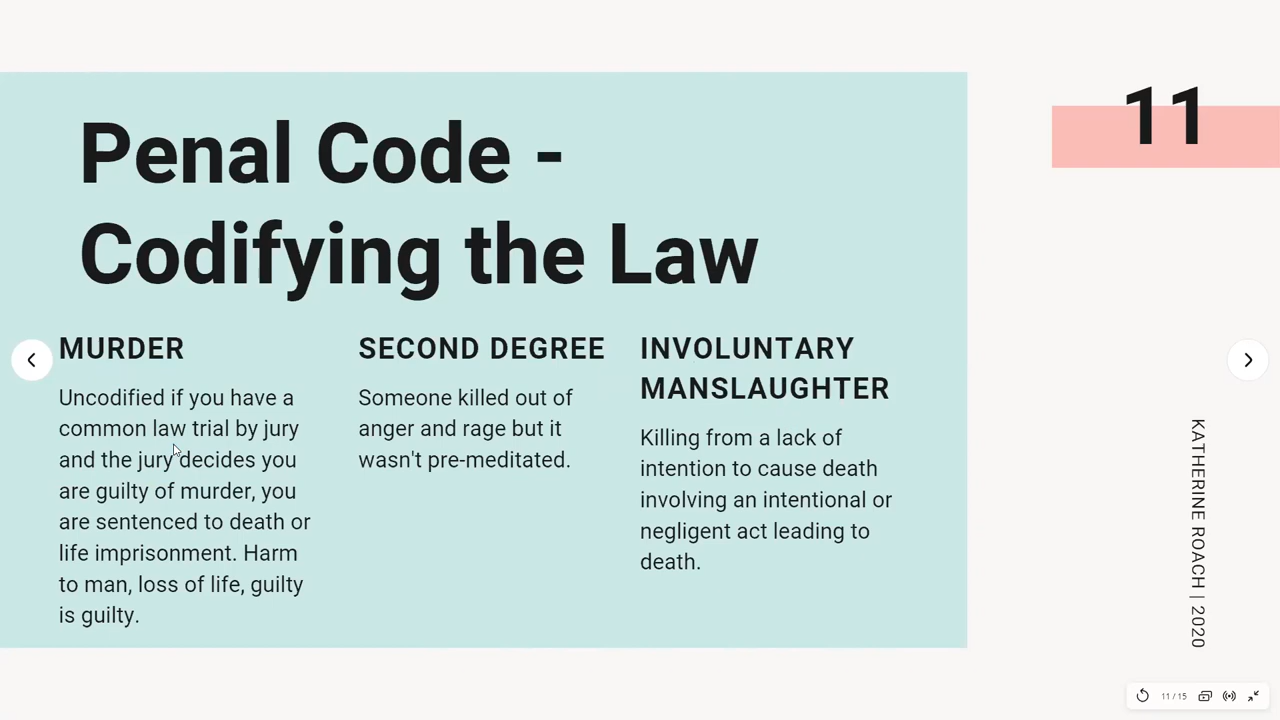 11
Penal Code -
Codifying the Law
MURDER
Uncodified if you have a
common law trial by jury
and the jury decides you
are guilty of murder, you
are sentenced to death or
life imprisonment. Harm
to man, loss of life, guilty
is guilty.
SECOND DEGREE
Someone killed out of
anger and rage but it
wasn't pre-meditated.
INVOLUNTARY
MANSLAUGHTER
Killing from a lack of
intention to cause death
involving an intentional or
negligent act leading to
death.
KATHERINE ROACH | 2020
11 / 15